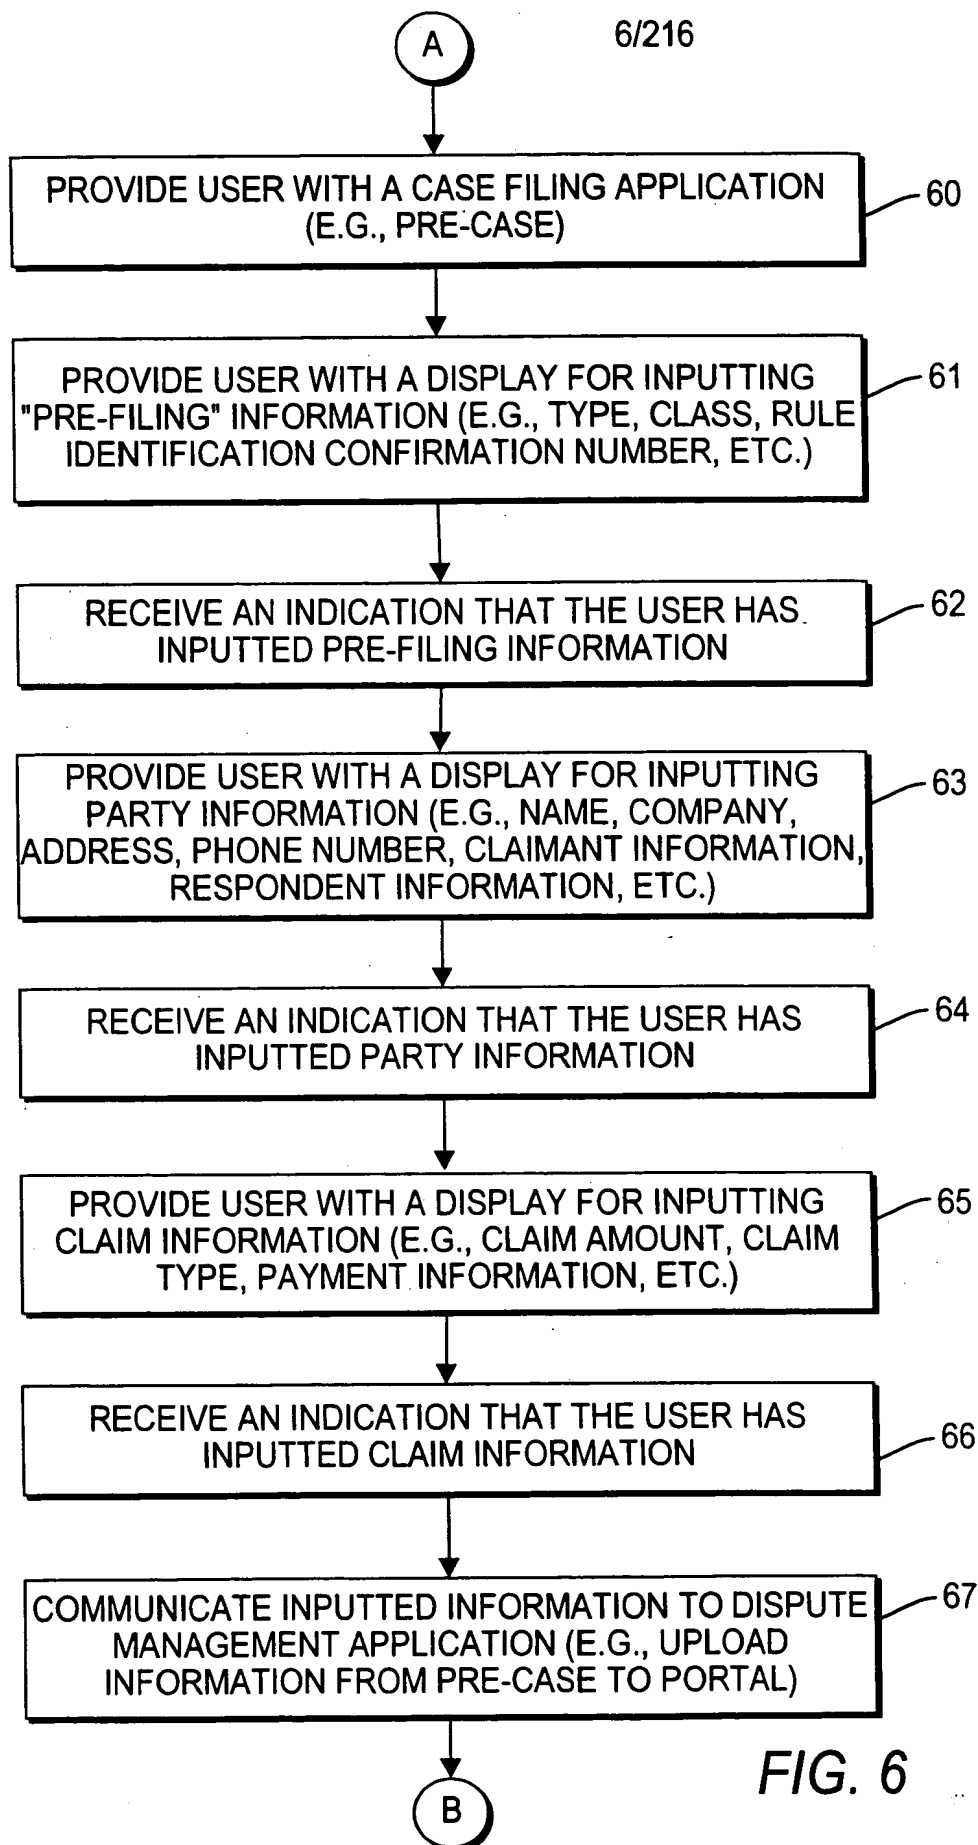 A
6/216
PROVIDE USER WITH A CASE FILING APPLICATION
(E.G., PRE-CASE)
60
PROVIDE USER WITH A DISPLAY FOR INPUTTING
"PRE-FILING" INFORMATION (E.G., TYPE, CLASS, RULE
IDENTIFICATION CONFIRMATION NUMBER, ETC.)
61
RECEIVE AN INDICATION THAT THE USER HAS
INPUTTED PRE-FILING INFORMATION
62
PROVIDE USER WITH A DISPLAY FOR INPUTTING
PARTY INFORMATION (E.G., NAME, COMPANY,
ADDRESS, PHONE NUMBER, CLAIMANT INFORMATION,
RESPONDENT INFORMATION, ETC.)
63
RECEIVE AN INDICATION THAT THE USER HAS
INPUTTED PARTY INFORMATION
64
PROVIDE USER WITH A DISPLAY FOR INPUTTING
CLAIM INFORMATION (E.G., CLAIM AMOUNT, CLAIM
TYPE, PAYMENT INFORMATION, ETC.)
65
RECEIVE AN INDICATION THAT THE USER HAS
INPUTTED CLAIM INFORMATION
66
COMMUNICATE INPUTTED INFORMATION TO DISPUTE
MANAGEMENT APPLICATION (E.G., UPLOAD
INFORMATION FROM PRE-CASE TO PORTAL)
67
B
FIG. 6